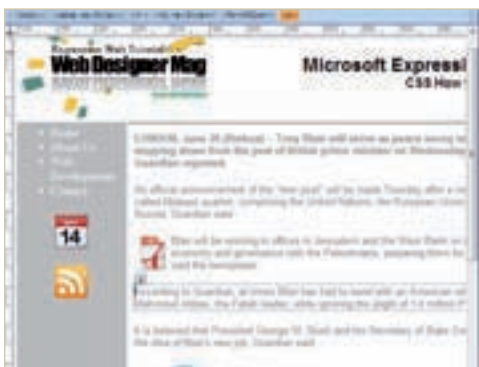 Expression Web Tutorial
Web Designer Mag
Microsoft Expressi
CSS How
Home
About Us
Web
Development
Contact
14
LONDON, June 26 (Xinhua) - Tony Blair will serve as peace envoy
stepping down from the post of British prime minister on Wednesday
Guardian reported.
An official announcement of the "new post" will be made Tuesday after a
called Mideast quartet, comprising the United Nations, the European Union
Russia, Guardian said.
Blair will be working in offices in Jerusalem and the West Bank on
economy and governance with the Palestinians, preparing them for
said the newspaper.
According to Guardian, at times Blair has had to bend with an American
Mahmoud Abbas, the Fatah leader, while ignoring the plight of 1.4 million
It is believed that President George W. Bush and his Secretary of State
the idea of Blair's new job, Guardian said.